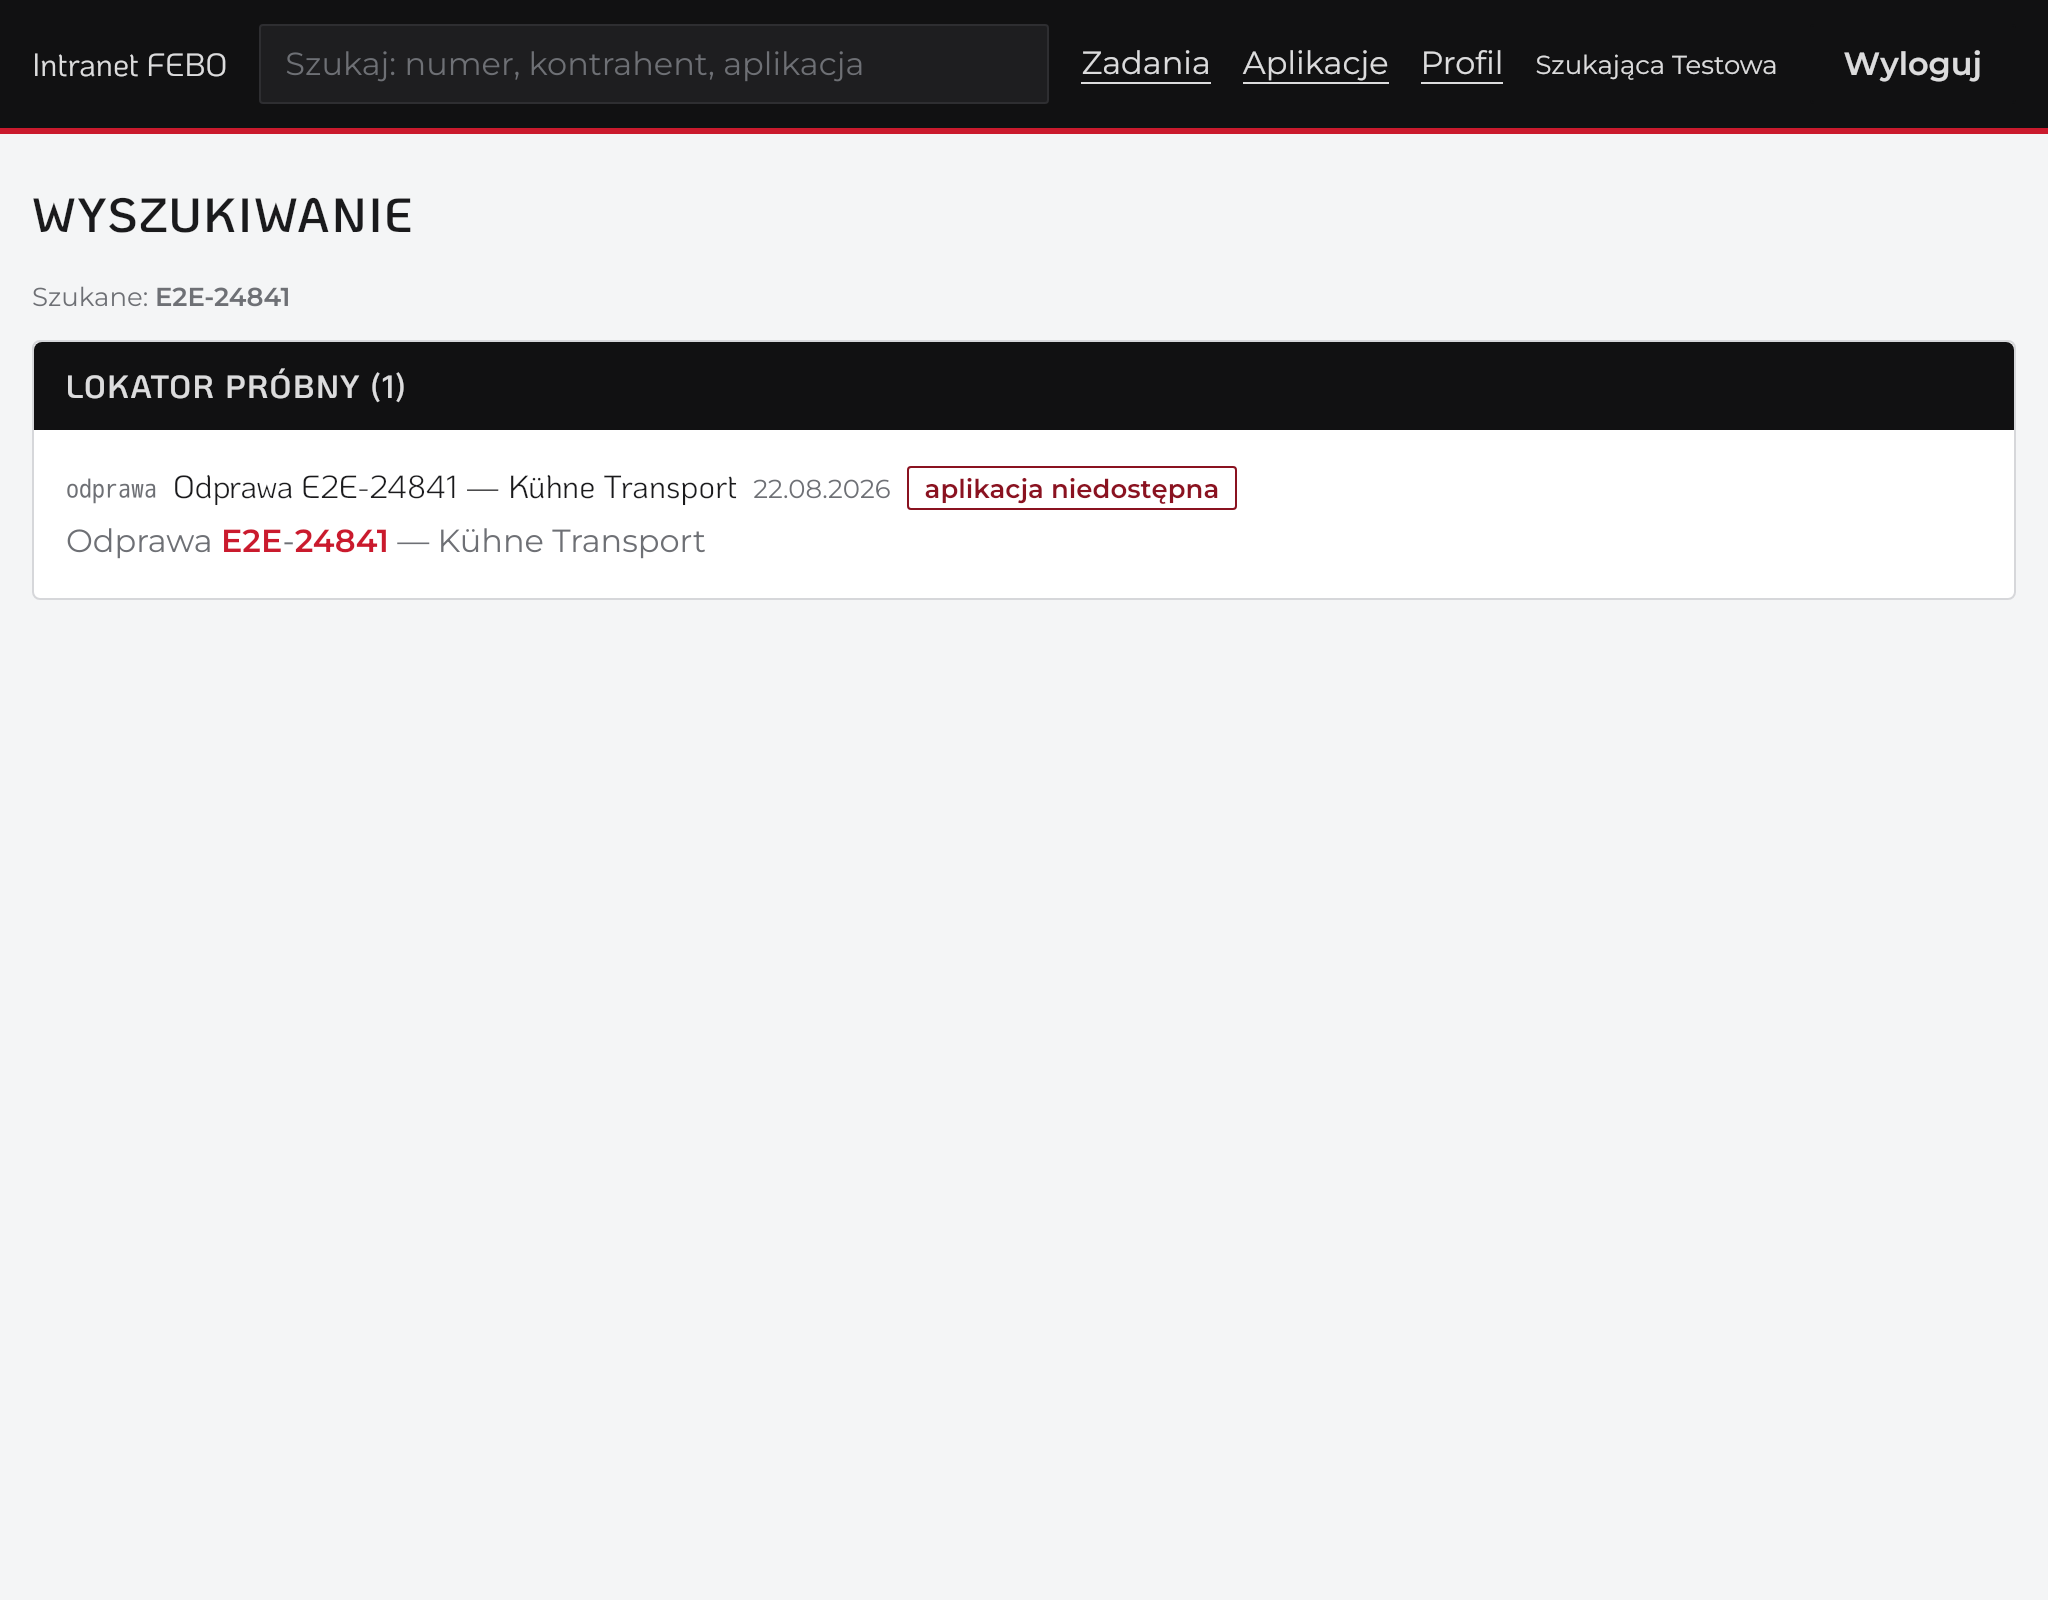 Intranet FEBO Szukaj: numer, kontrahent, aplikacja Zadania Aplikacje Profil Szukająca Testowa Wyloguj
WYSZUKIWANIE
Szukane: E2E-24841
LOKATOR PRÓBNY (1)
odprawa Odprawa E2E-24841 — Kühne Transport 22.08.2026 aplikacja niedostępna
Odprawa E2E-24841 — Kühne Transport